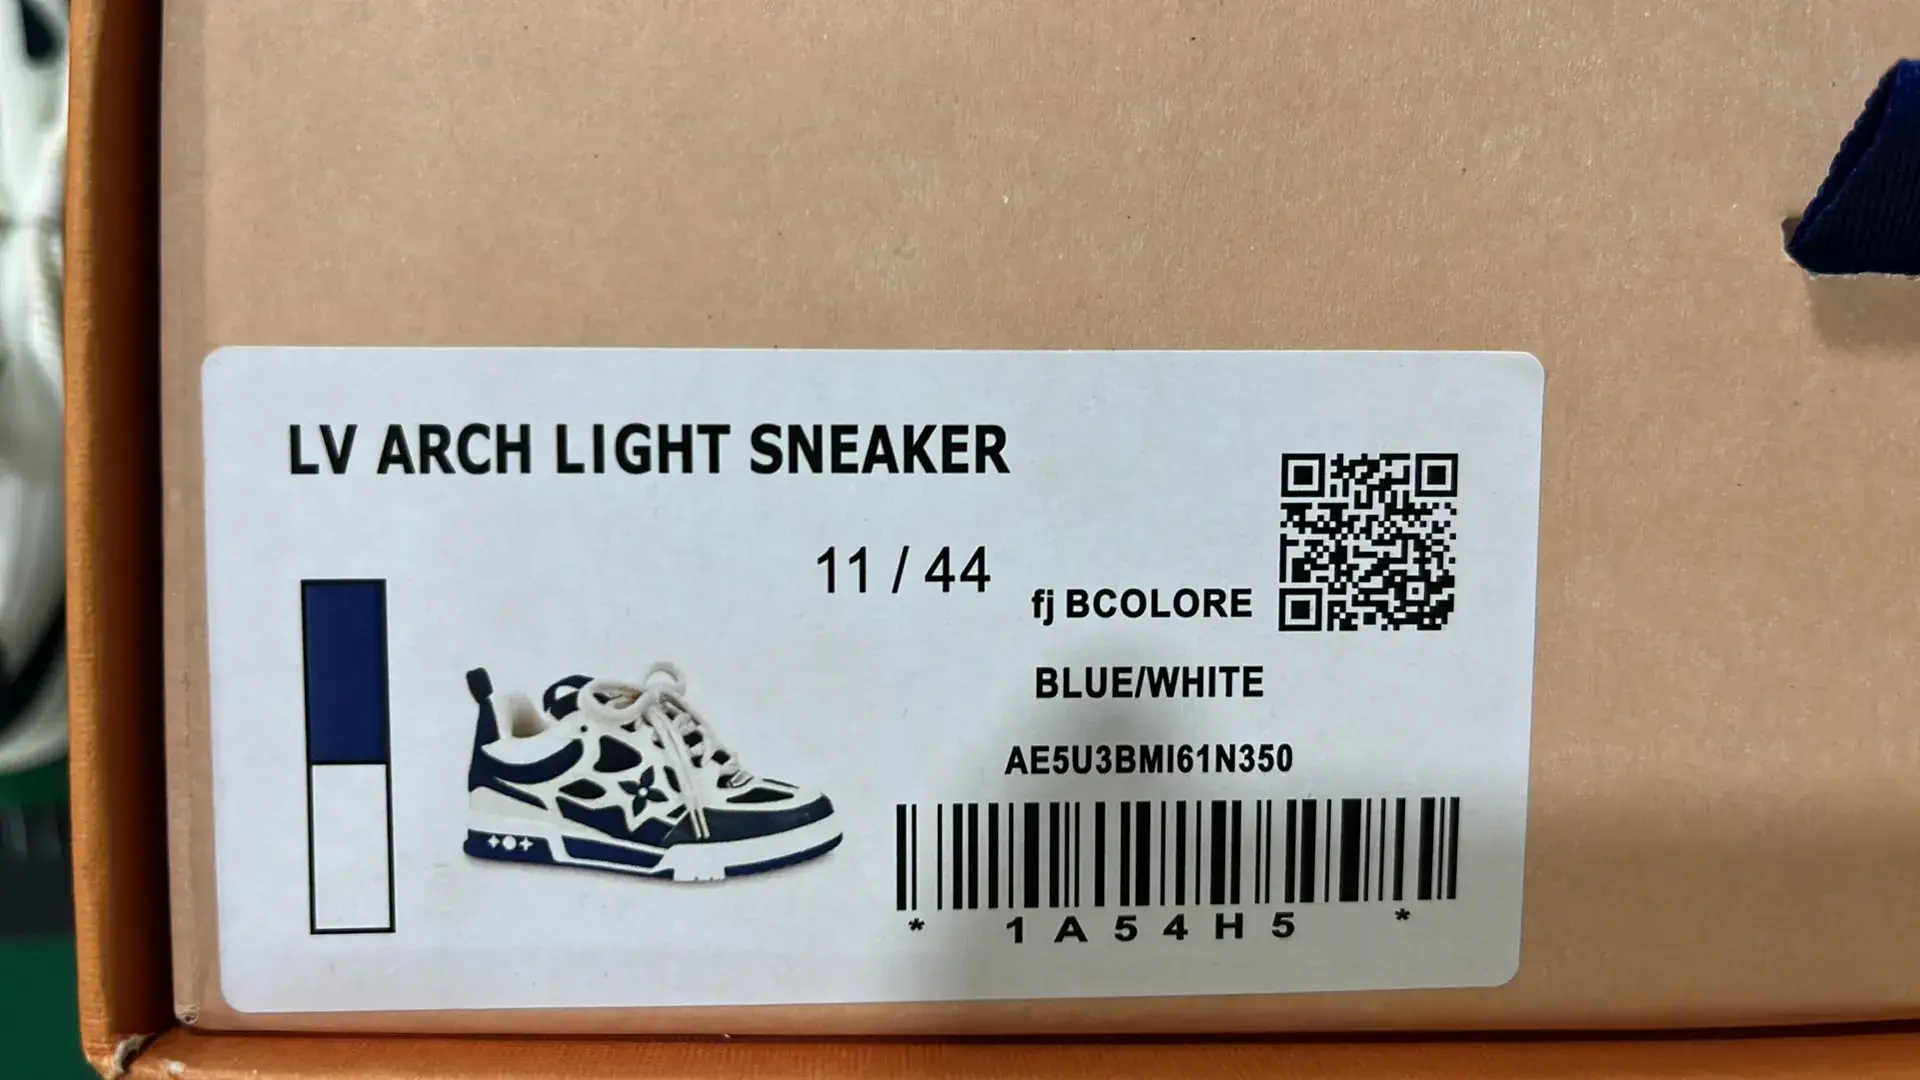 LV ARCH LIGHT SNEAKER
11 / 44
fj BCOLORE
BLUE/WHITE
AE5U3BMI61N350
* 1A54H5 *